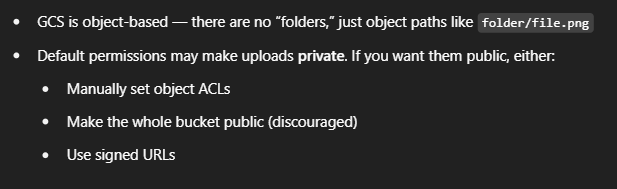 • GCS is object-based — there are no “folders,” just object paths like folder/file.png
• Default permissions may make uploads private. If you want them public, either:
• Manually set object ACLs
• Make the whole bucket public (discouraged)
• Use signed URLs